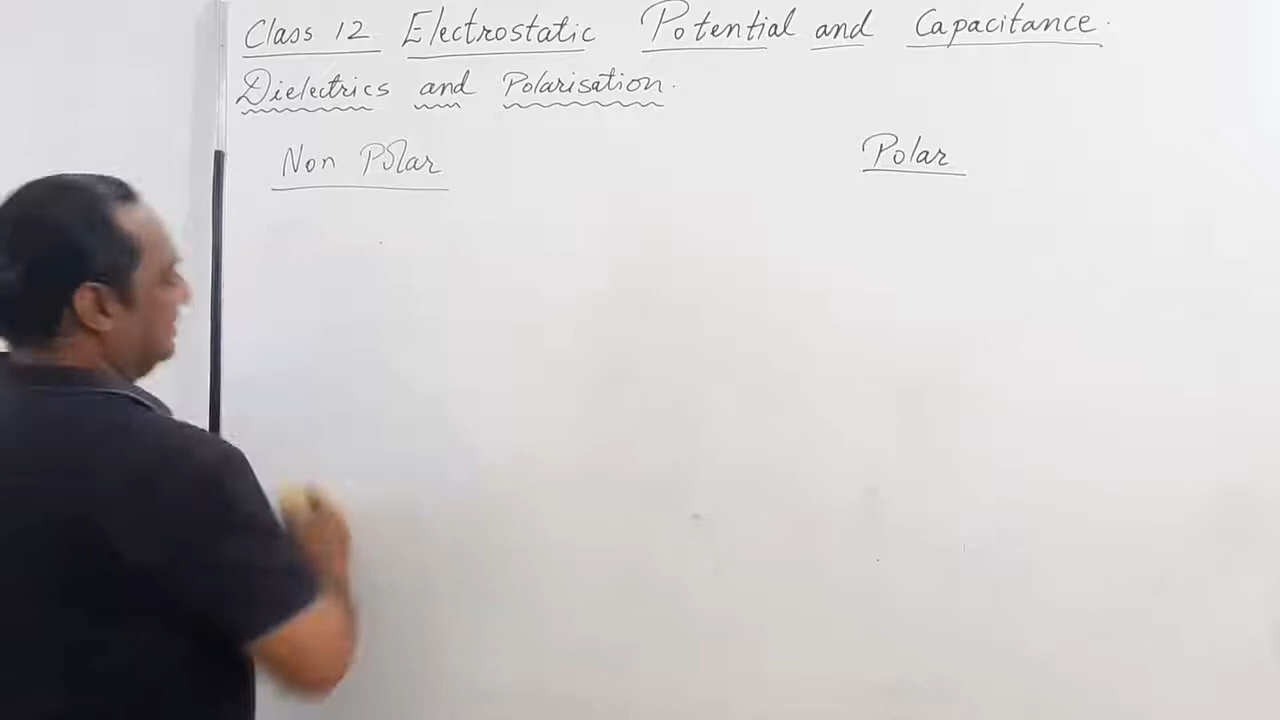 Class 12 Electrostatic Potential and Capacitance.
Dielectrics and Polarisation.
Non Polar
Polar